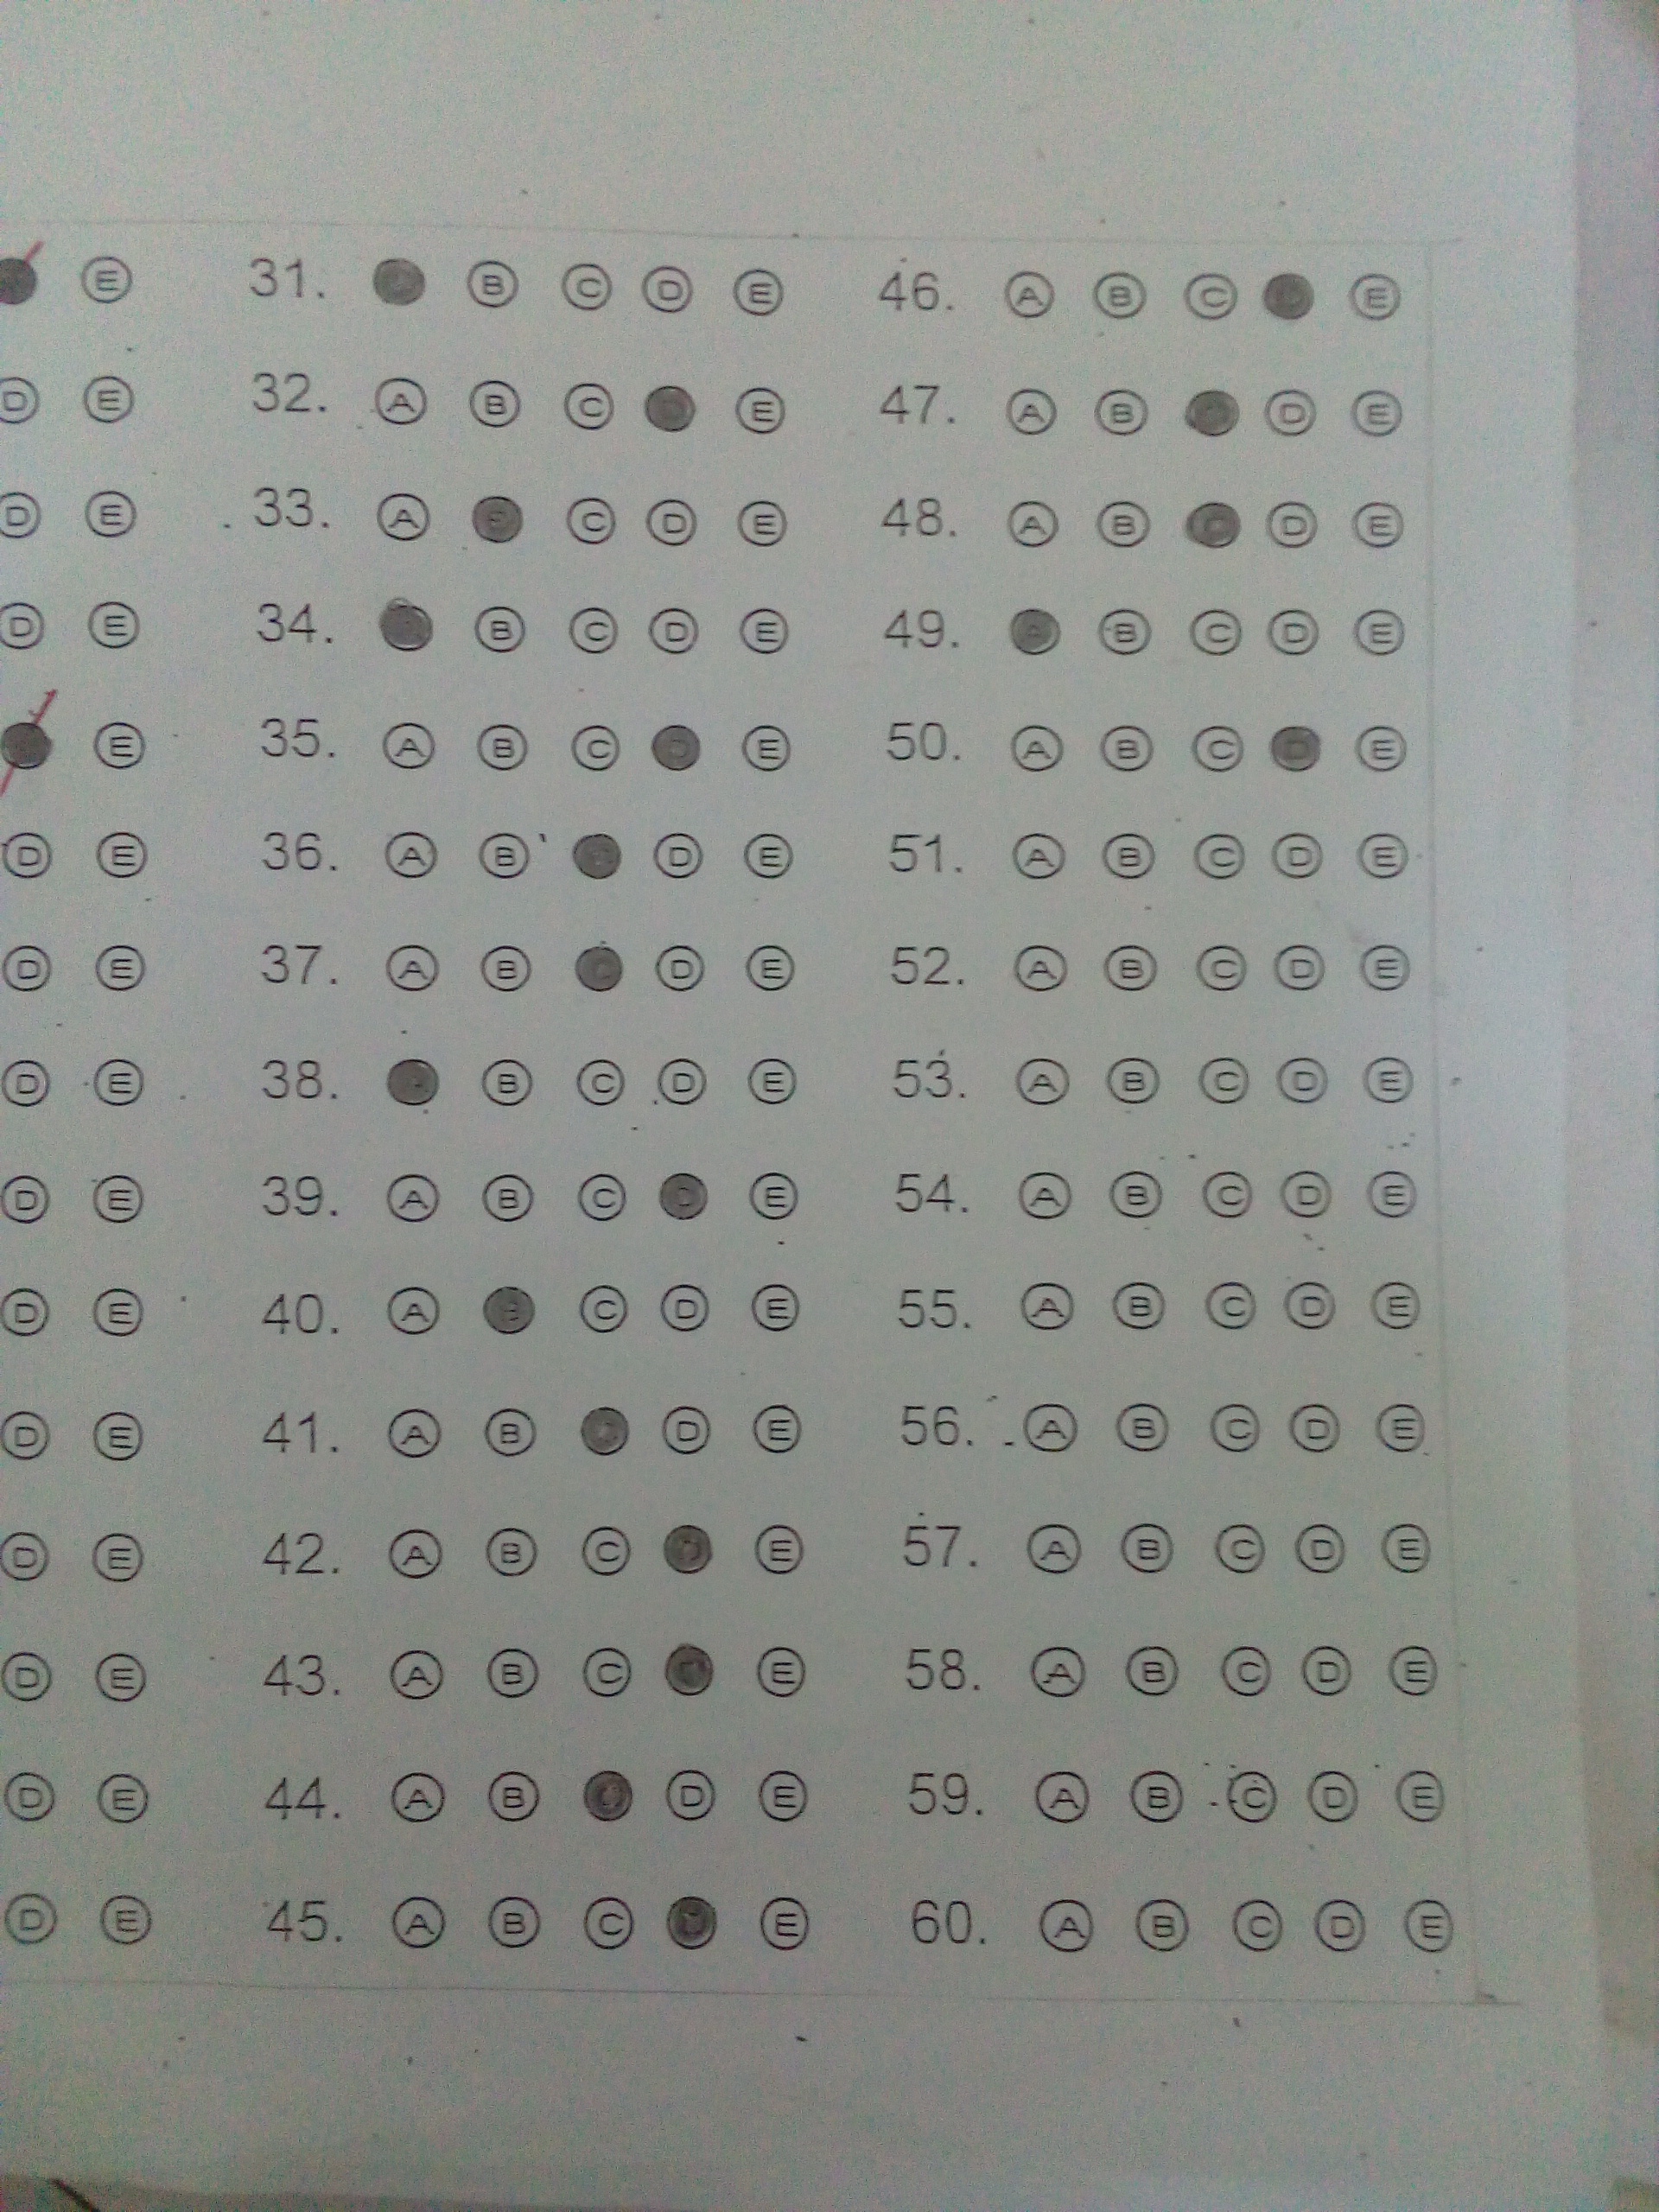 E 31. B C D E 46. A B C E
D E 32. A B C E 47. A B D E
D E 33. A C D E 48. A B D E
D E 34. B C D E 49. A B C D E
E 35. A B C E 50. A B C D E
D E 36. A B D E 51. A B C D E
D E 37. A B C D E 52. A B C D E
D E 38. B C D E 53. A B C D E
D E 39. A B C E 54. A B C D E
D E 40. A B C D E 55. A B C D E
D E 41. A B D E 56. A B C D E
D E 42. A B C D E 57. A B C D E
D E 43. A B C D E 58. A B C D E
D E 44. A B D E 59. A B C D E
D E 45. A B C E 60. A B C D E